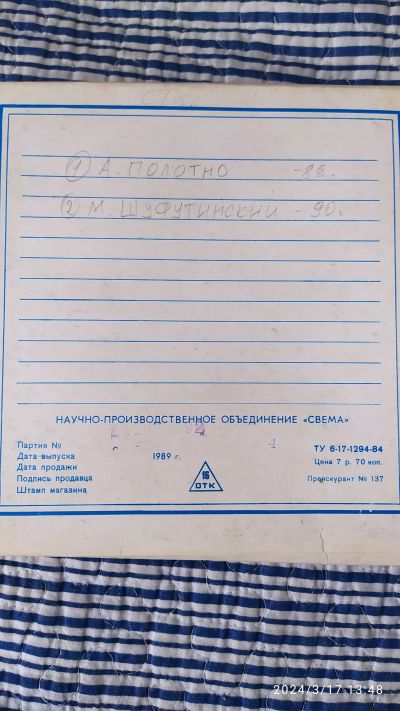 ① А. ПОЛОТНО - 89 г.
② М. ШУФУТИНСКИЙ - 90 г.
НАУЧНО-ПРОИЗВОДСТВЕННОЕ ОБЪЕДИНЕНИЕ «СВЕМА»
Партия №
Дата выпуска 1989 г.
Дата продажи
Подпись продавца
Штамп магазина
16
ОТК
ТУ 6-17-1294-84
Цена 7 р. 70 коп.
Прейскурант № 137
2024/3/17 13:48